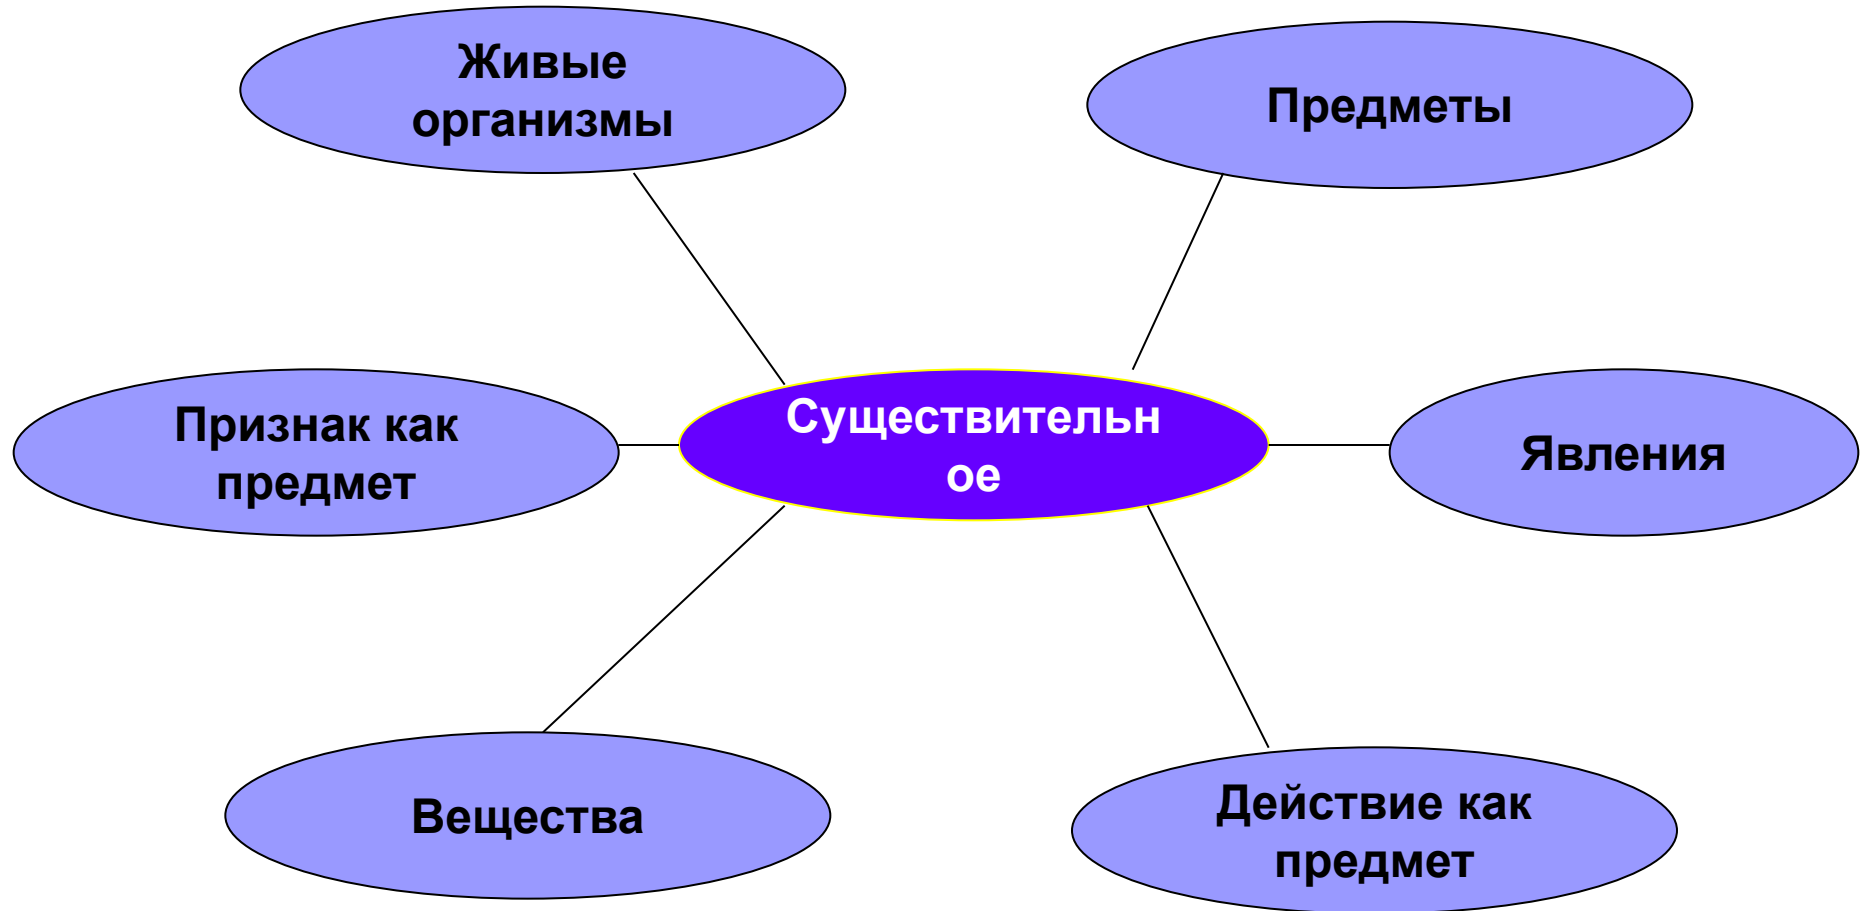 Живые
организмы
Предметы
Признак как
предмет
Существительн
ое
Явления
Вещества
Действие как
предмет